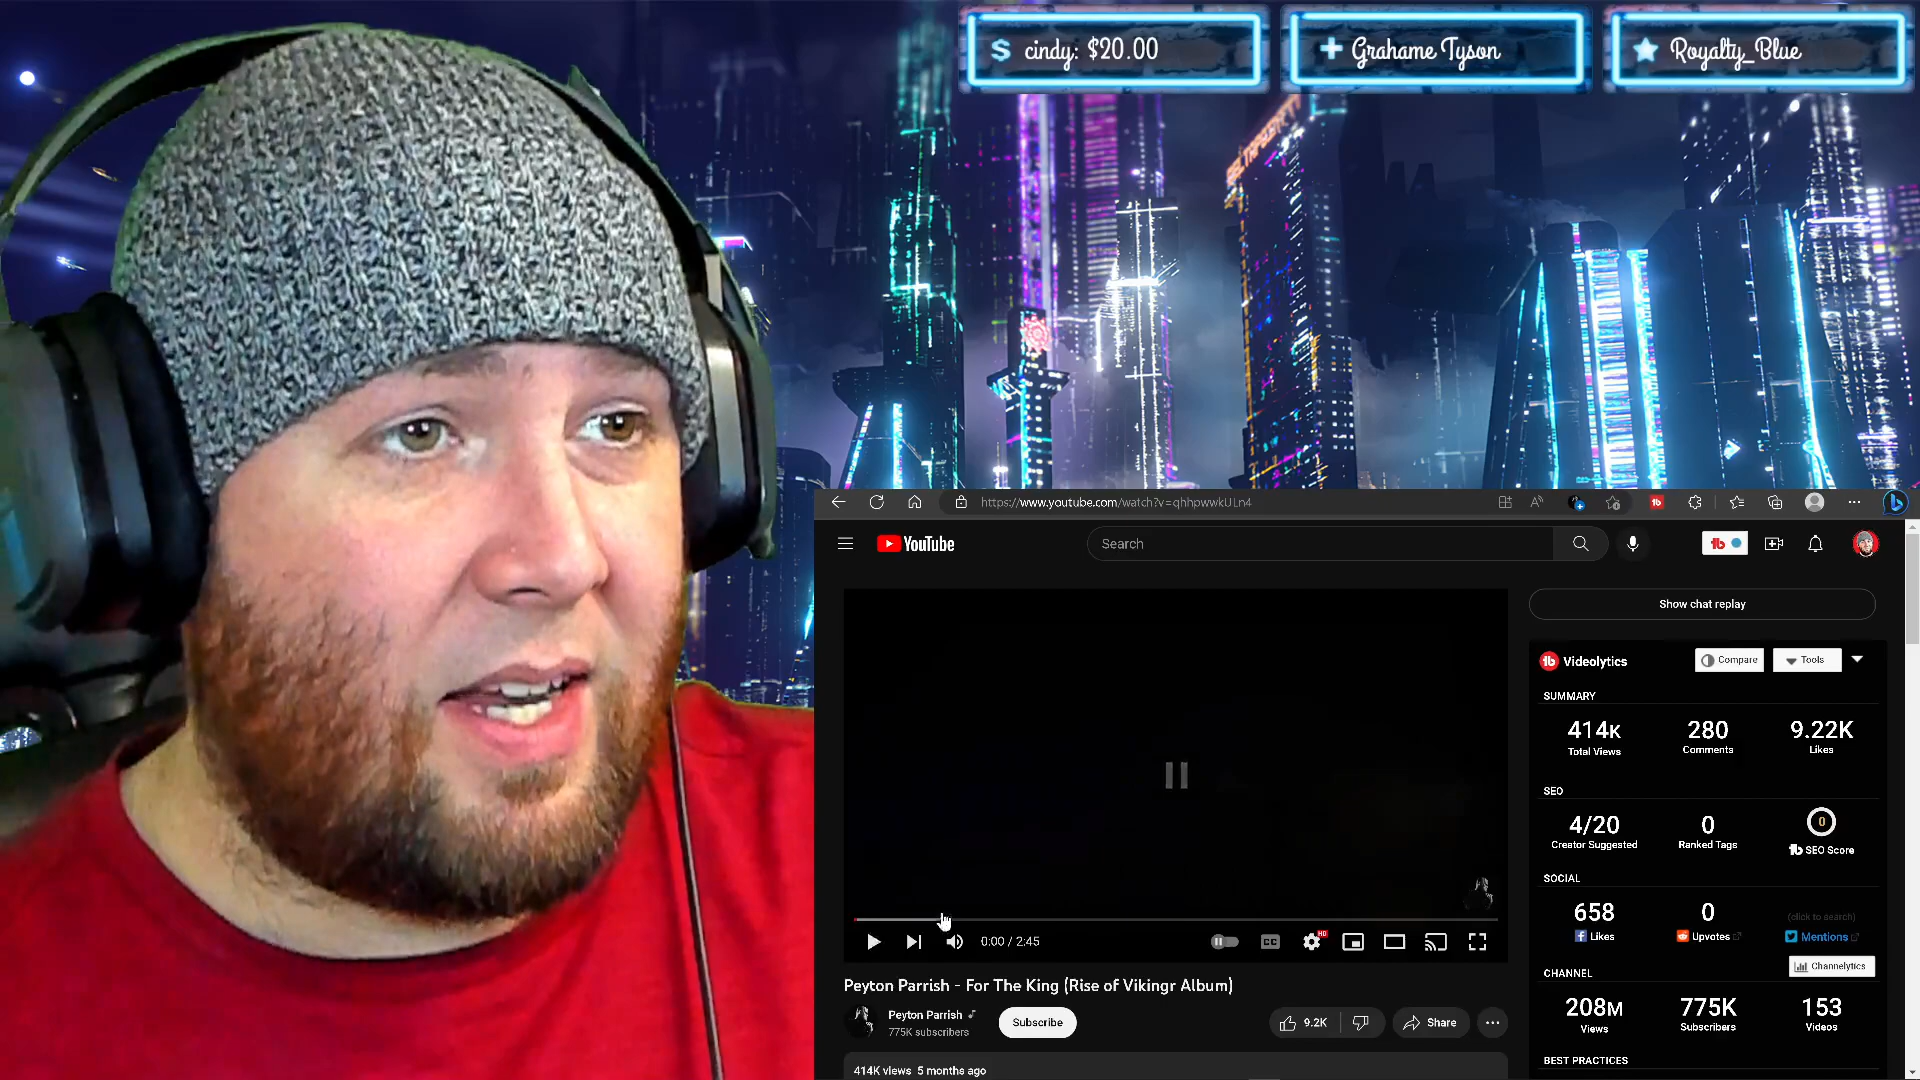 cindy: $20.00
Grahame Tyson
Royalty_Blue
https://www.youtube.com/watch?v=qhhpwwkULn4
YouTube
Search
Show chat replay
Videolytics
Compare
Tools
SUMMARY
414K
280
9.22K
Total Views
Comments
Likes
SEO
4/20
0
0
Creator Suggested
Ranked Tags
SEO Score
SOCIAL
658
0
(click to search)
Likes
Upvotes
Mentions
CHANNEL
Channelytics
208M
775K
153
Views
Subscribers
Videos
BEST PRACTICES
0:00 / 2:45
CC
HD
Peyton Parrish - For The King (Rise of Vikingr Album)
Peyton Parrish
775K subscribers
Subscribe
9.2K
Share
414K views 5 months ago